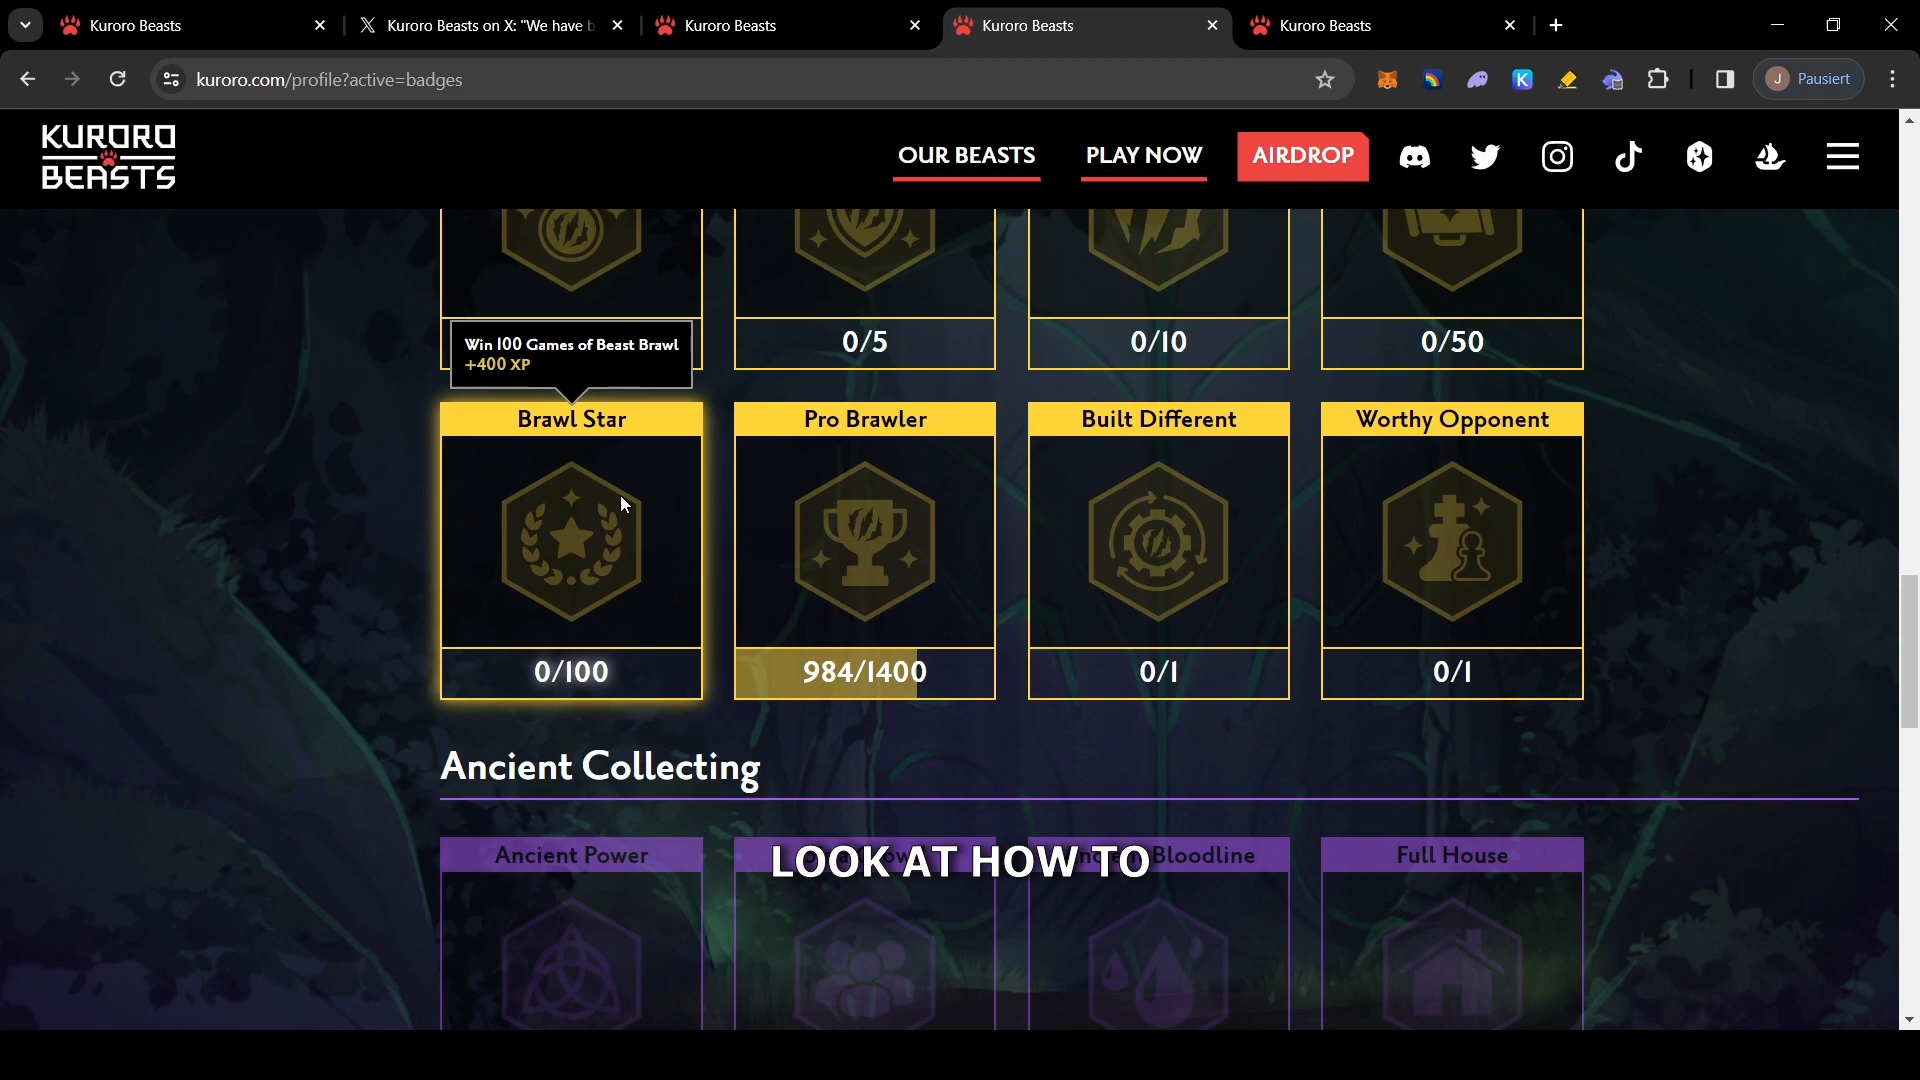 Kuroro Beasts
Kuroro Beasts on X: "We have b
Kuroro Beasts
Kuroro Beasts
Kuroro Beasts
kuroro.com/profile?active=badges
J
Pausiert
KURORO
BEASTS
OUR BEASTS
PLAY NOW
AIRDROP
Win 100 Games of Beast Brawl
+400 XP
0/5
0/10
0/50
Brawl Star
Pro Brawler
Built Different
Worthy Opponent
0/100
984/1400
0/1
0/1
Ancient Collecting
Ancient Power
Bloodline
Full House
LOOK AT HOW TO